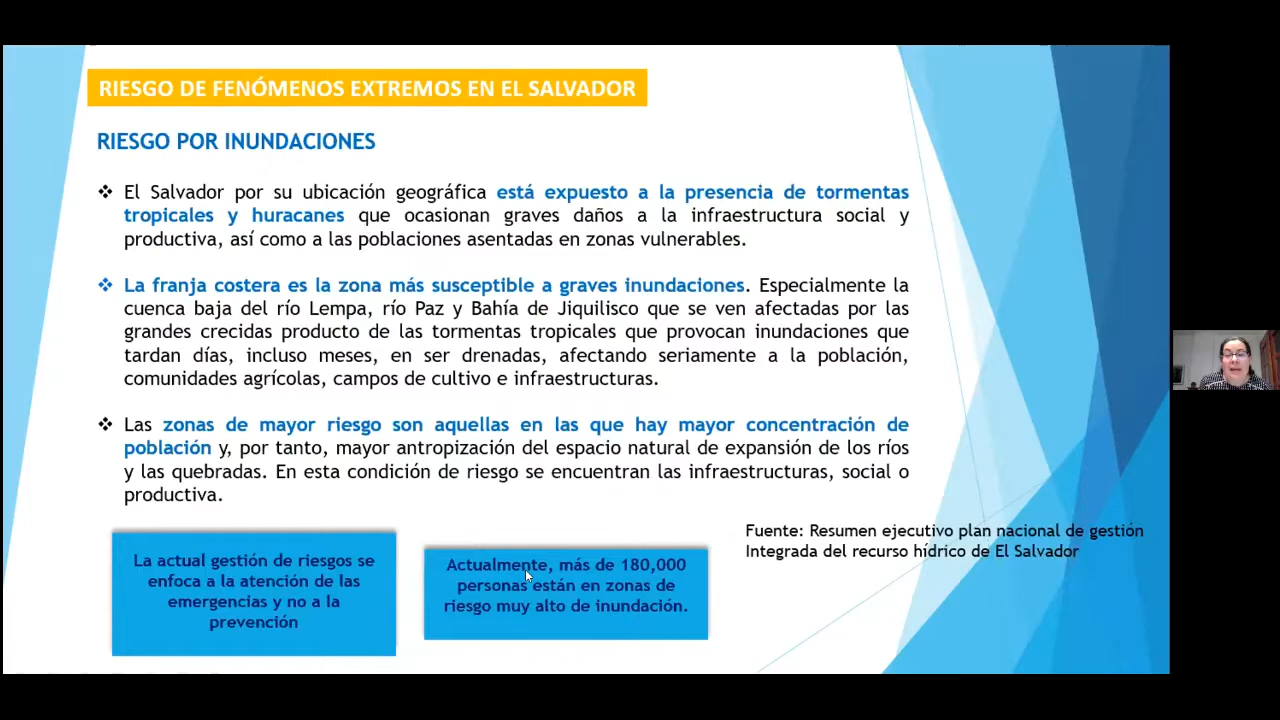 RIESGO DE FENÓMENOS EXTREMOS EN EL SALVADOR
RIESGO POR INUNDACIONES
❖ El Salvador por su ubicación geográfica está expuesto a la presencia de tormentas
tropicales y huracanes que ocasionan graves daños a la infraestructura social y
productiva, así como a las poblaciones asentadas en zonas vulnerables.
❖ La franja costera es la zona más susceptible a graves inundaciones. Especialmente la
cuenca baja del río Lempa, río Paz y Bahía de Jiquilisco que se ven afectadas por las
grandes crecidas producto de las tormentas tropicales que provocan inundaciones que
tardan días, incluso meses, en ser drenadas, afectando seriamente a la población,
comunidades agrícolas, campos de cultivo e infraestructuras.
❖ Las zonas de mayor riesgo son aquellas en las que hay mayor concentración de
población y, por tanto, mayor antropización del espacio natural de expansión de los ríos
y las quebradas. En esta condición de riesgo se encuentran las infraestructuras, social o
productiva.
La actual gestión de riesgos se
enfoca a la atención de las
emergencias y no a la
prevención
Actualmente, más de 180,000
personas están en zonas de
riesgo muy alto de inundación.
Fuente: Resumen ejecutivo plan nacional de gestión
Integrada del recurso hídrico de El Salvador